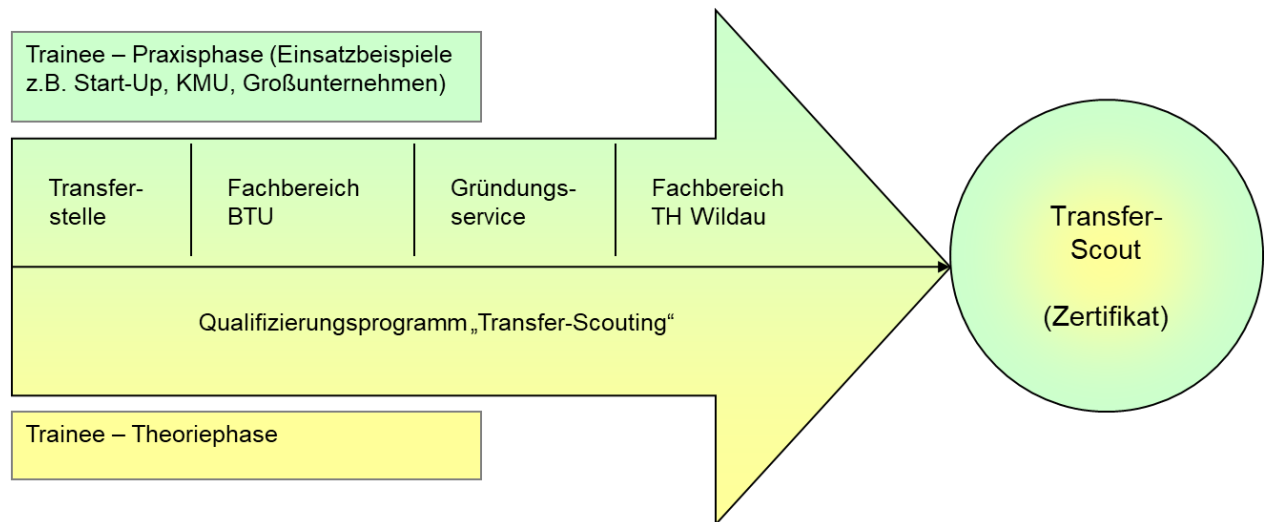 Trainee – Praxisphase (Einsatzbeispiele
z.B. Start-Up, KMU, Großunternehmen)
Transfer-
stelle
Fachbereich
BTU
Gründungs-
service
Fachbereich
TH Wildau
Qualifizierungsprogramm „Transfer-Scouting“
Trainee – Theoriephase
Transfer-
Scout
(Zertifikat)